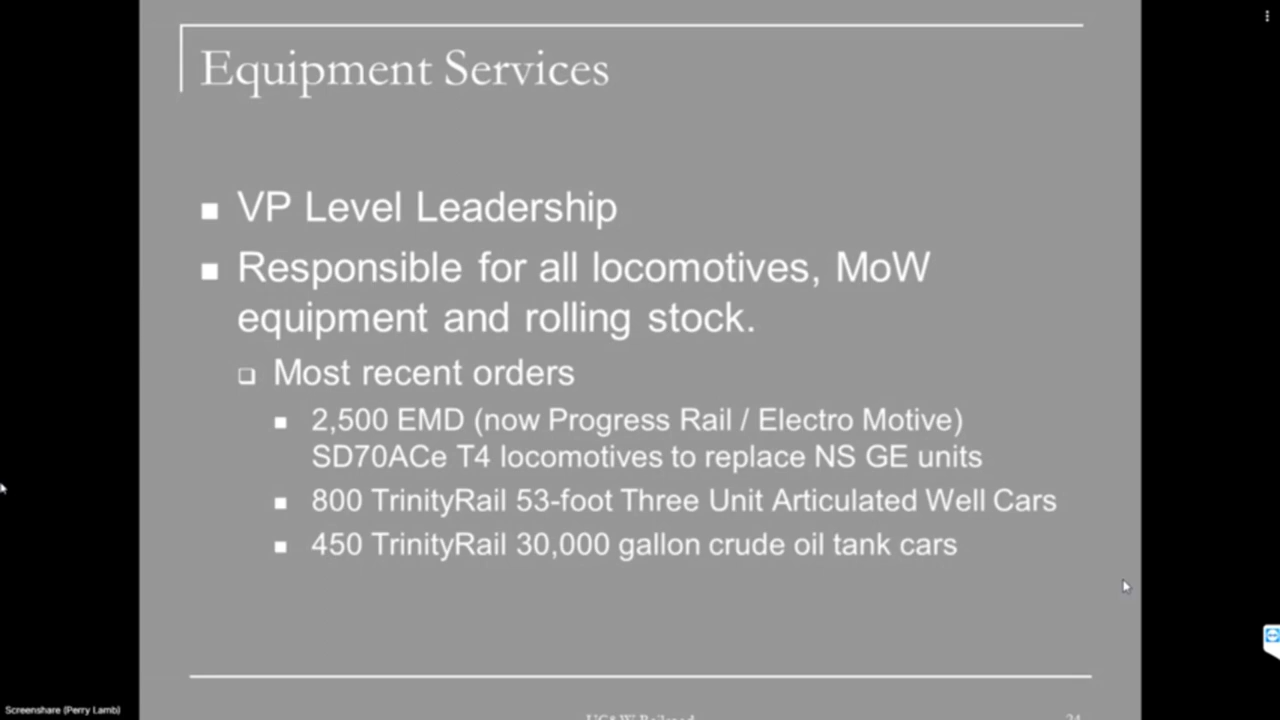 Equipment Services
VP Level Leadership
Responsible for all locomotives, MoW
equipment and rolling stock.
Most recent orders
2,500 EMD (now Progress Rail / Electro Motive)
SD70ACe T4 locomotives to replace NS GE units
800 TrinityRail 53-foot Three Unit Articulated Well Cars
450 TrinityRail 30,000 gallon crude oil tank cars
Screenshare (Perry Lamb)